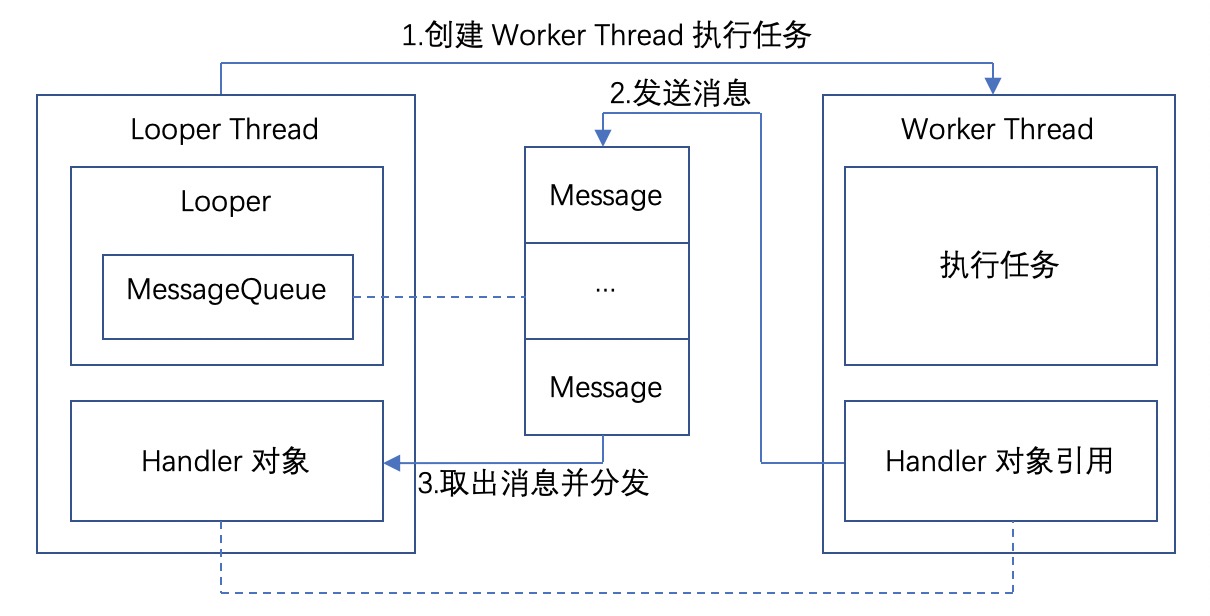 1.创建 Worker Thread 执行任务
2.发送消息
Looper Thread
Looper
MessageQueue
Handler 对象
Message
...
Message
3.取出消息并分发
Worker Thread
执行任务
Handler 对象引用